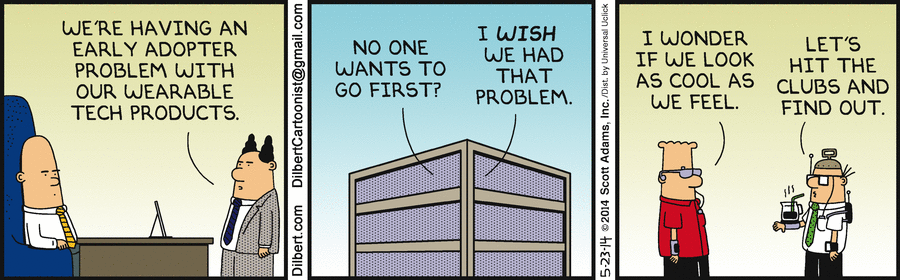 WE'RE HAVING AN
EARLY ADOPTER
PROBLEM WITH
OUR WEARABLE
TECH PRODUCTS.
Dilbert.com DilbertCartoonist@gmail.com
NO ONE
WANTS TO
GO FIRST?
I WISH
WE HAD
THAT
PROBLEM.
5-23-14 ©2014 Scott Adams, Inc./Dist. by Universal Uclick
I WONDER
IF WE LOOK
AS COOL AS
WE FEEL.
LET'S
HIT THE
CLUBS AND
FIND OUT.